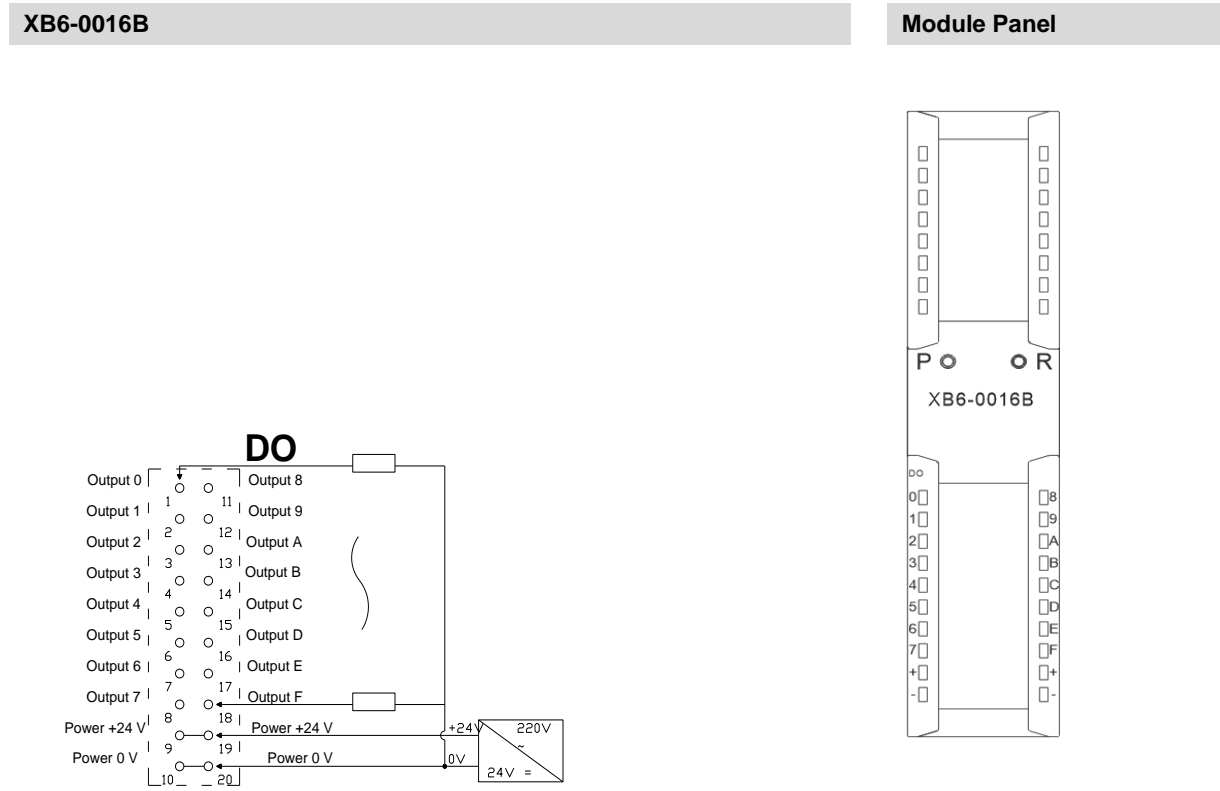 XB6-0016B
Module Panel
DO
Output 0
1
11
Output 8
Output 1
2
12
Output 9
Output 2
3
13
Output A
Output 3
4
14
Output B
Output 4
5
15
Output C
Output 5
6
16
Output D
Output 6
7
17
Output E
Output 7
8
18
Output F
Power +24 V
9
19
Power +24 V
Power 0 V
10
20
Power 0 V
+24V
0V
220V
~
24V =
P R
XB6-0016B
DO
0 8
1 9
2 A
3 B
4 C
5 D
6 E
7 F
+ +
- -